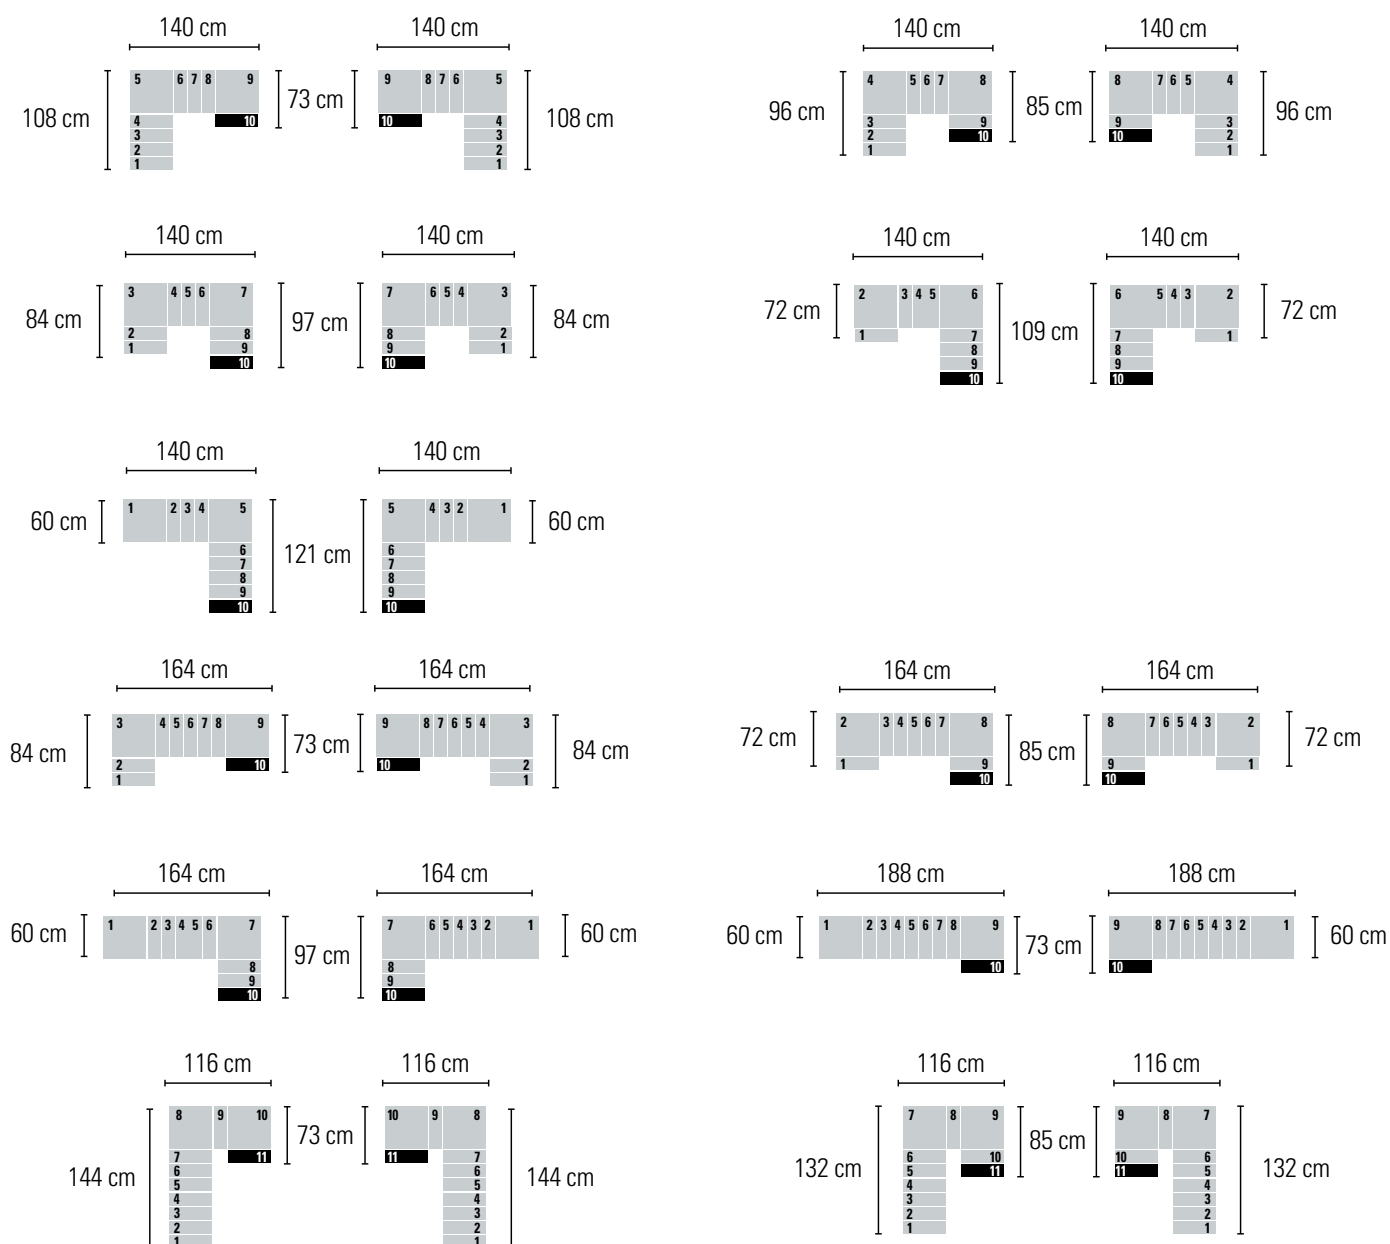 140 cm 140 cm 140 cm 140 cm
5 6 7 8 9 9 8 7 6 5 4 5 6 7 8 8 7 6 5 4
108 cm 73 cm 108 cm 96 cm 85 cm 96 cm
4 10 10 4 3 9 9 3
3 3 2 10 10 2
2 2 1 1
1 1
140 cm 140 cm 140 cm 140 cm
3 4 5 6 7 7 6 5 4 3 2 3 4 5 6 6 5 4 3 2
84 cm 97 cm 84 cm 72 cm 109 cm 72 cm
2 8 8 2 1 7 7 1
1 9 9 1 8 8
10 10 9 9
10 10
140 cm 140 cm
1 2 3 4 5 5 4 3 2 1
60 cm 121 cm 60 cm
6 6
7 7
8 8
9 9
10 10
164 cm 164 cm 164 cm 164 cm
3 4 5 6 7 8 9 9 8 7 6 5 4 3 2 3 4 5 6 7 8 8 7 6 5 4 3 2
84 cm 73 cm 84 cm 72 cm 85 cm 72 cm
2 10 10 2 1 9 9 1
1 1 10 10
164 cm 164 cm 188 cm 188 cm
1 2 3 4 5 6 7 7 6 5 4 3 2 1 1 2 3 4 5 6 7 8 9 9 8 7 6 5 4 3 2 1
60 cm 97 cm 60 cm 60 cm 73 cm 60 cm
8 8 10 10
9 9
10 10
116 cm 116 cm 116 cm 116 cm
8 9 10 10 9 8 7 8 9 9 8 7
144 cm 73 cm 144 cm 132 cm 85 cm 132 cm
7 11 11 7 6 10 10 6
6 6 5 11 11 5
5 5 4 4
4 4 3 3
3 3 2 2
2 2 1 1
1 1